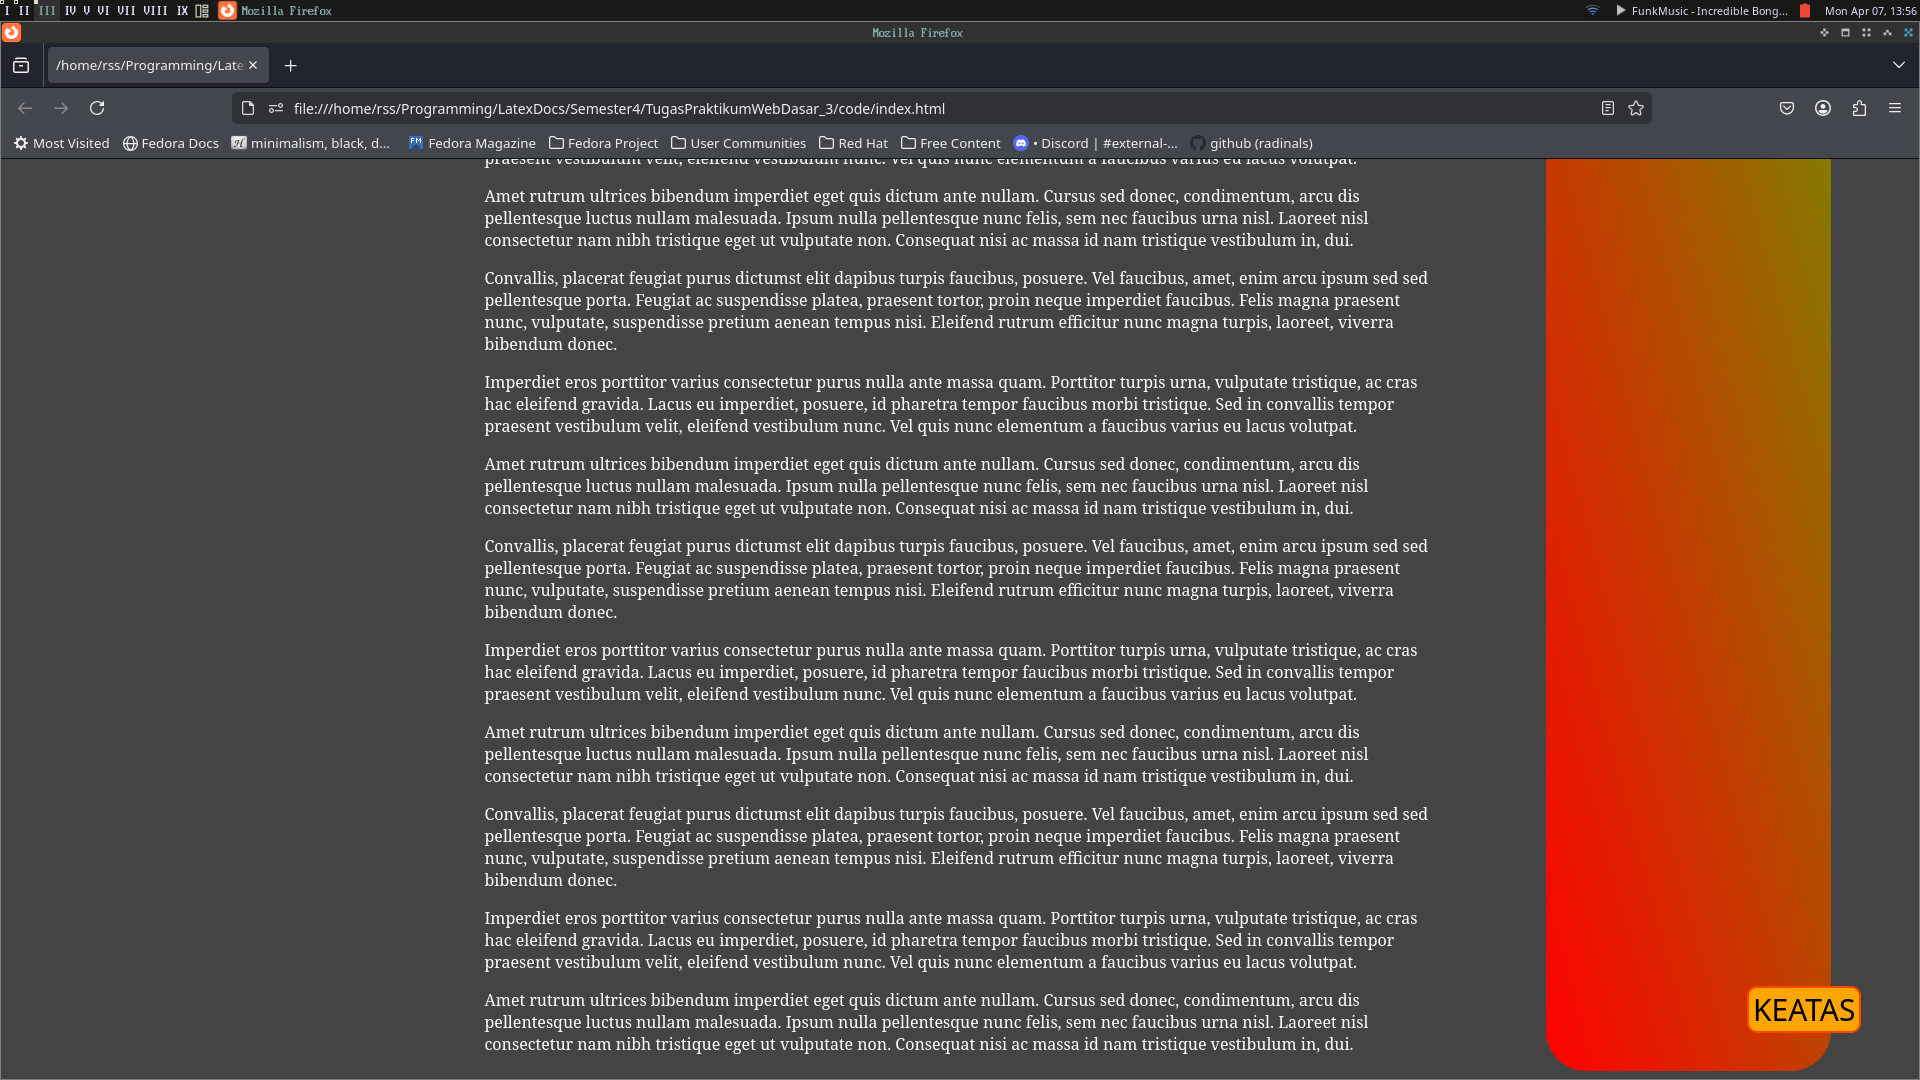 I II III IV V VI VII VIII IX Mozilla Firefox FunkMusic - Incredible Bong... Mon Apr 07, 13:56
Mozilla Firefox
/home/rss/Programming/Late
file:///home/rss/Programming/LatexDocs/Semester4/TugasPraktikumWebDasar_3/code/index.html
Most Visited Fedora Docs minimalism, black, d... Fedora Magazine Fedora Project User Communities Red Hat Free Content • Discord | #external-... github (radinals)
praesent vestibulum velit, eleifend vestibulum nunc. Vel quis nunc elementum a faucibus varius eu lacus volutpat.
Amet rutrum ultrices bibendum imperdiet eget quis dictum ante nullam. Cursus sed donec, condimentum, arcu dis
pellentesque luctus nullam malesuada. Ipsum nulla pellentesque nunc felis, sem nec faucibus urna nisl. Laoreet nisl
consectetur nam nibh tristique eget ut vulputate non. Consequat nisi ac massa id nam tristique vestibulum in, dui.
Convallis, placerat feugiat purus dictumst elit dapibus turpis faucibus, posuere. Vel faucibus, amet, enim arcu ipsum sed sed
pellentesque porta. Feugiat ac suspendisse platea, praesent tortor, proin neque imperdiet faucibus. Felis magna praesent
nunc, vulputate, suspendisse pretium aenean tempus nisi. Eleifend rutrum efficitur nunc magna turpis, laoreet, viverra
bibendum donec.
Imperdiet eros porttitor varius consectetur purus nulla ante massa quam. Porttitor turpis urna, vulputate tristique, ac cras
hac eleifend gravida. Lacus eu imperdiet, posuere, id pharetra tempor faucibus morbi tristique. Sed in convallis tempor
praesent vestibulum velit, eleifend vestibulum nunc. Vel quis nunc elementum a faucibus varius eu lacus volutpat.
Amet rutrum ultrices bibendum imperdiet eget quis dictum ante nullam. Cursus sed donec, condimentum, arcu dis
pellentesque luctus nullam malesuada. Ipsum nulla pellentesque nunc felis, sem nec faucibus urna nisl. Laoreet nisl
consectetur nam nibh tristique eget ut vulputate non. Consequat nisi ac massa id nam tristique vestibulum in, dui.
Convallis, placerat feugiat purus dictumst elit dapibus turpis faucibus, posuere. Vel faucibus, amet, enim arcu ipsum sed sed
pellentesque porta. Feugiat ac suspendisse platea, praesent tortor, proin neque imperdiet faucibus. Felis magna praesent
nunc, vulputate, suspendisse pretium aenean tempus nisi. Eleifend rutrum efficitur nunc magna turpis, laoreet, viverra
bibendum donec.
Imperdiet eros porttitor varius consectetur purus nulla ante massa quam. Porttitor turpis urna, vulputate tristique, ac cras
hac eleifend gravida. Lacus eu imperdiet, posuere, id pharetra tempor faucibus morbi tristique. Sed in convallis tempor
praesent vestibulum velit, eleifend vestibulum nunc. Vel quis nunc elementum a faucibus varius eu lacus volutpat.
Amet rutrum ultrices bibendum imperdiet eget quis dictum ante nullam. Cursus sed donec, condimentum, arcu dis
pellentesque luctus nullam malesuada. Ipsum nulla pellentesque nunc felis, sem nec faucibus urna nisl. Laoreet nisl
consectetur nam nibh tristique eget ut vulputate non. Consequat nisi ac massa id nam tristique vestibulum in, dui.
Convallis, placerat feugiat purus dictumst elit dapibus turpis faucibus, posuere. Vel faucibus, amet, enim arcu ipsum sed sed
pellentesque porta. Feugiat ac suspendisse platea, praesent tortor, proin neque imperdiet faucibus. Felis magna praesent
nunc, vulputate, suspendisse pretium aenean tempus nisi. Eleifend rutrum efficitur nunc magna turpis, laoreet, viverra
bibendum donec.
Imperdiet eros porttitor varius consectetur purus nulla ante massa quam. Porttitor turpis urna, vulputate tristique, ac cras
hac eleifend gravida. Lacus eu imperdiet, posuere, id pharetra tempor faucibus morbi tristique. Sed in convallis tempor
praesent vestibulum velit, eleifend vestibulum nunc. Vel quis nunc elementum a faucibus varius eu lacus volutpat.
Amet rutrum ultrices bibendum imperdiet eget quis dictum ante nullam. Cursus sed donec, condimentum, arcu dis
pellentesque luctus nullam malesuada. Ipsum nulla pellentesque nunc felis, sem nec faucibus urna nisl. Laoreet nisl
consectetur nam nibh tristique eget ut vulputate non. Consequat nisi ac massa id nam tristique vestibulum in, dui.
KEATAS